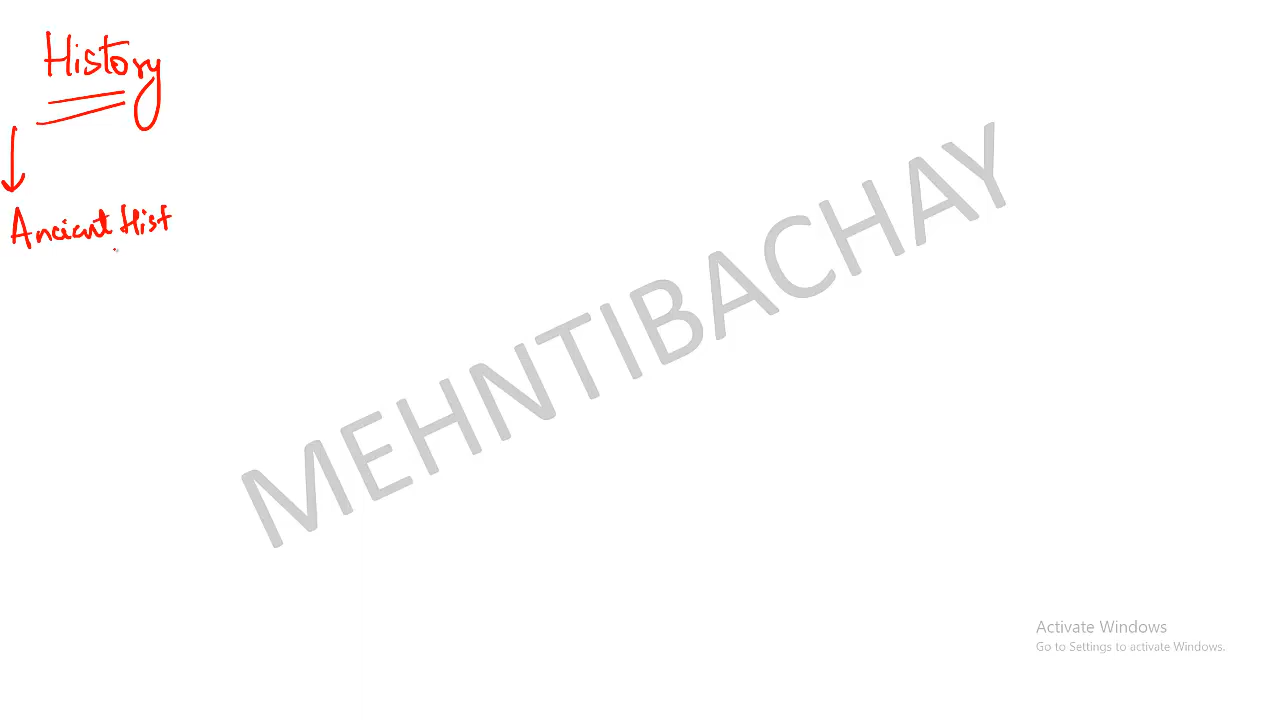 History
Ancient Hist
MEHNTIBACHAY
Activate Windows
Go to Settings to activate Windows.